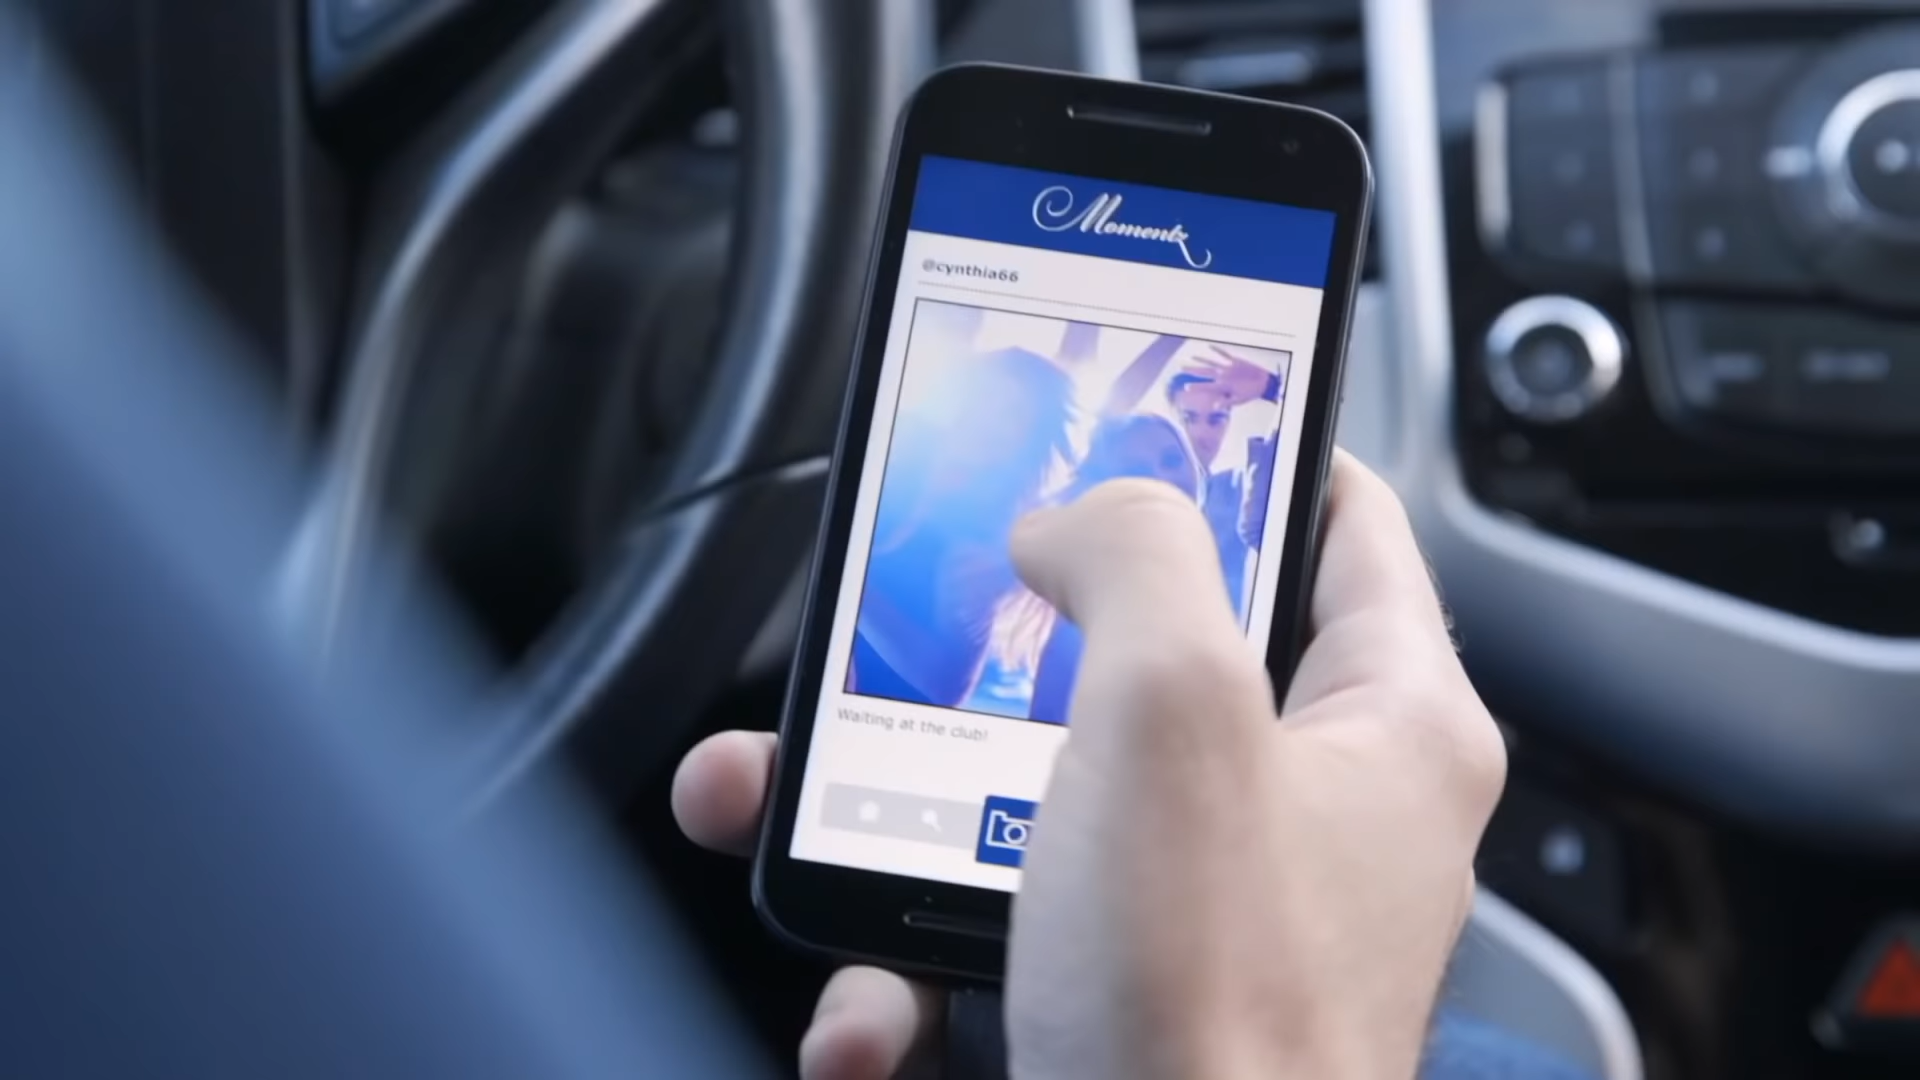 Momentz
@cynthia66
Waiting at the club!